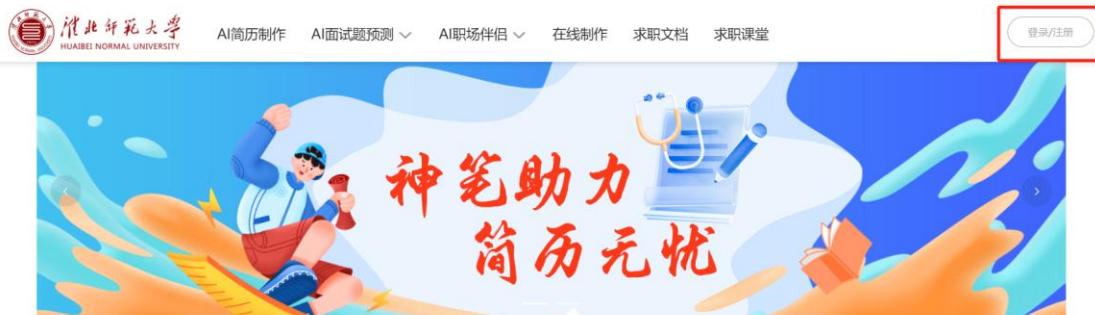 淮北师范大学
HUAIBEI NORMAL UNIVERSITY
AI简历制作 AI面试题预测 AI职场伴侣 在线制作 求职文档 求职课堂 登录/注册
神笔助力
简历无忧